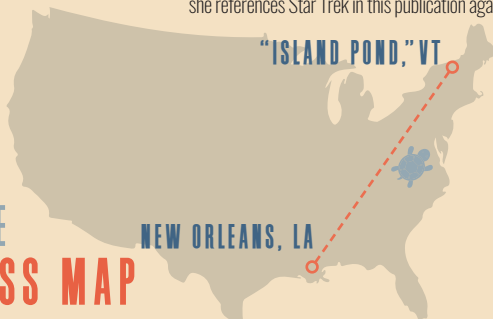 she references Star Trek in this publication aga
“ISLAND POND,” VT
NEW ORLEANS, LA
E
SS MAP